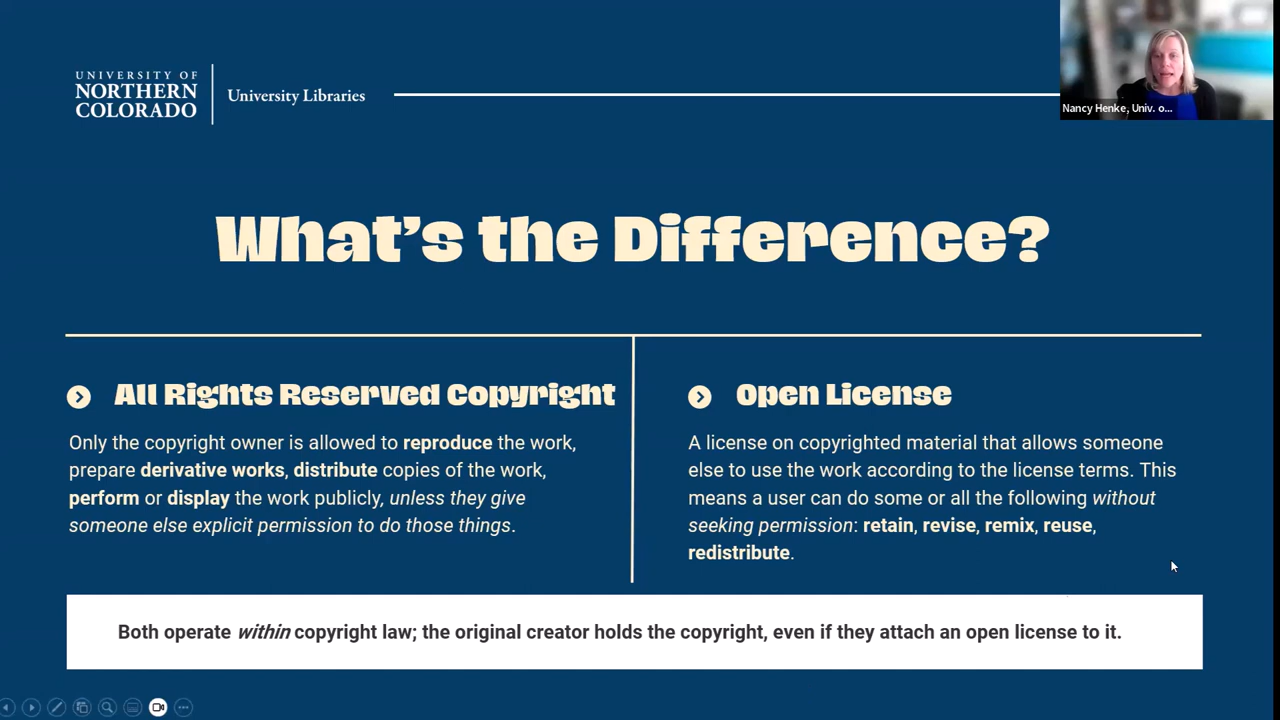 UNIVERSITY OF
NORTHERN
COLORADO
University Libraries
Nancy Henke, Univ. o...
What's the Difference?
All Rights Reserved Copyright
Only the copyright owner is allowed to reproduce the work,
prepare derivative works, distribute copies of the work,
perform or display the work publicly, unless they give
someone else explicit permission to do those things.
Open License
A license on copyrighted material that allows someone
else to use the work according to the license terms. This
means a user can do some or all the following without
seeking permission: retain, revise, remix, reuse,
redistribute.
Both operate within copyright law; the original creator holds the copyright, even if they attach an open license to it.